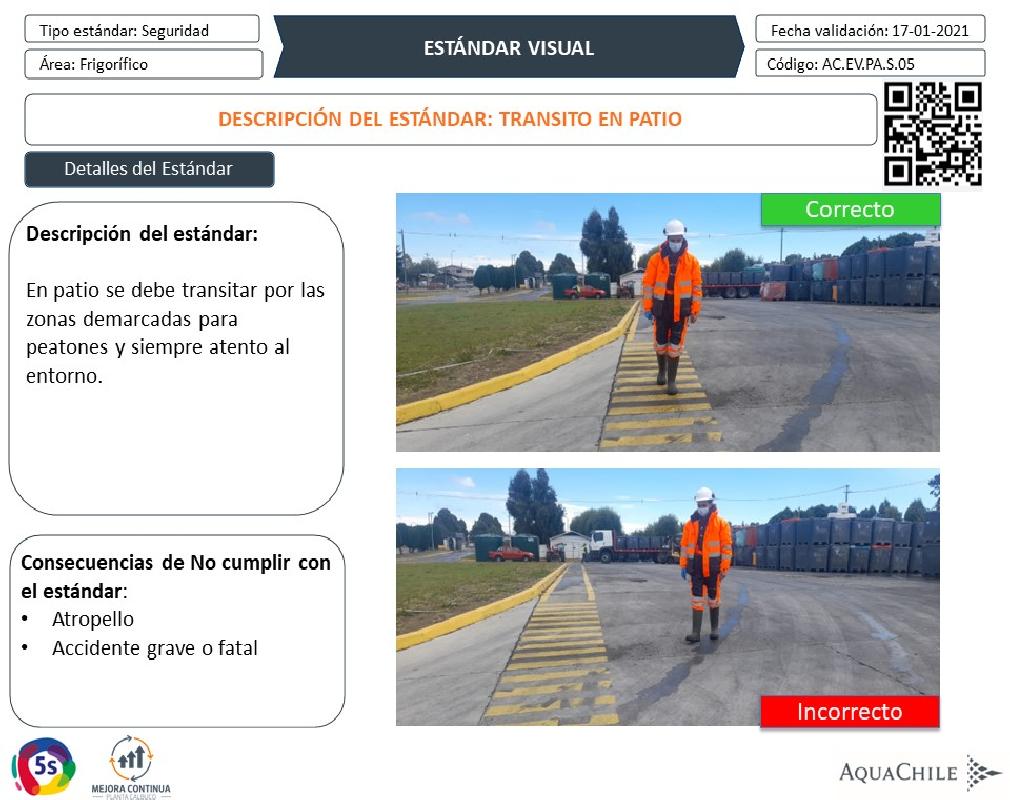 Tipo estándar: Seguridad
Área: Frigorífico
ESTÁNDAR VISUAL
Fecha validación: 17-01-2021
Código: AC.EV.PA.S.05
DESCRIPCIÓN DEL ESTÁNDAR: TRANSITO EN PATIO
Detalles del Estándar
Descripción del estándar:
En patio se debe transitar por las
zonas demarcadas para
peatones y siempre atento al
entorno.
Correcto
Consecuencias de No cumplir con
el estándar:
• Atropello
• Accidente grave o fatal
Incorrecto
5s
MEJORA CONTINUA
PLANTA CALBUCO
AQUACHILE